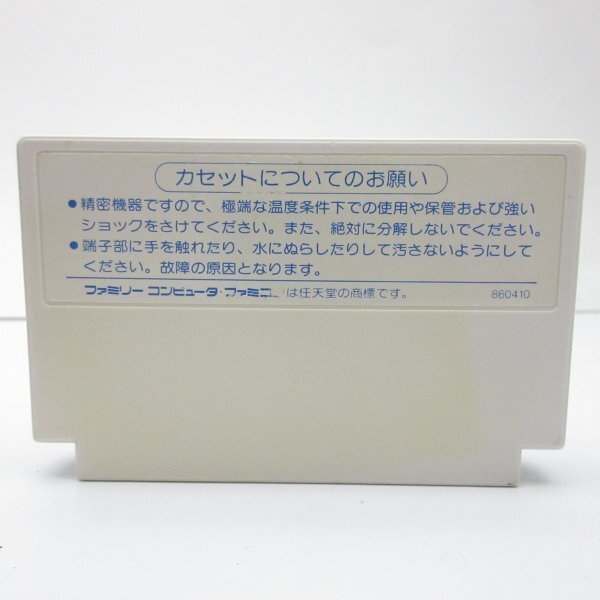 カセットについてのお願い
●精密機器ですので、極端な温度条件下での使用や保管および強い
ショックをさけてください。また、絶対に分解しないでください。
●端子部に手を触れたり、水にぬらしたりして汚さないようにして
ください。故障の原因となります。
ファミリー コンピュータ・ファミコ は任天堂の商標です。 860410